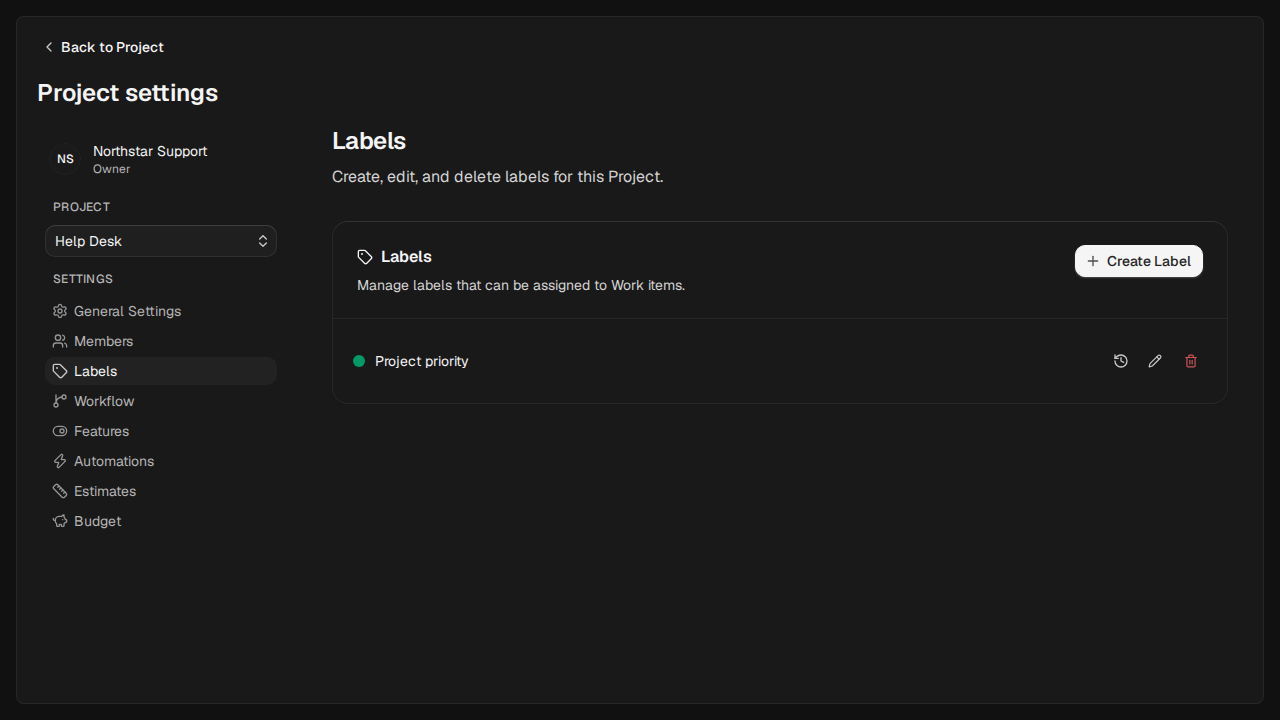 Back to Project
Project settings
NS
Northstar Support
Owner
PROJECT
Help Desk
SETTINGS
General Settings
Members
Labels
Workflow
Features
Automations
Estimates
Budget
Labels
Create, edit, and delete labels for this Project.
Labels
Manage labels that can be assigned to Work items.
Create Label
Project priority